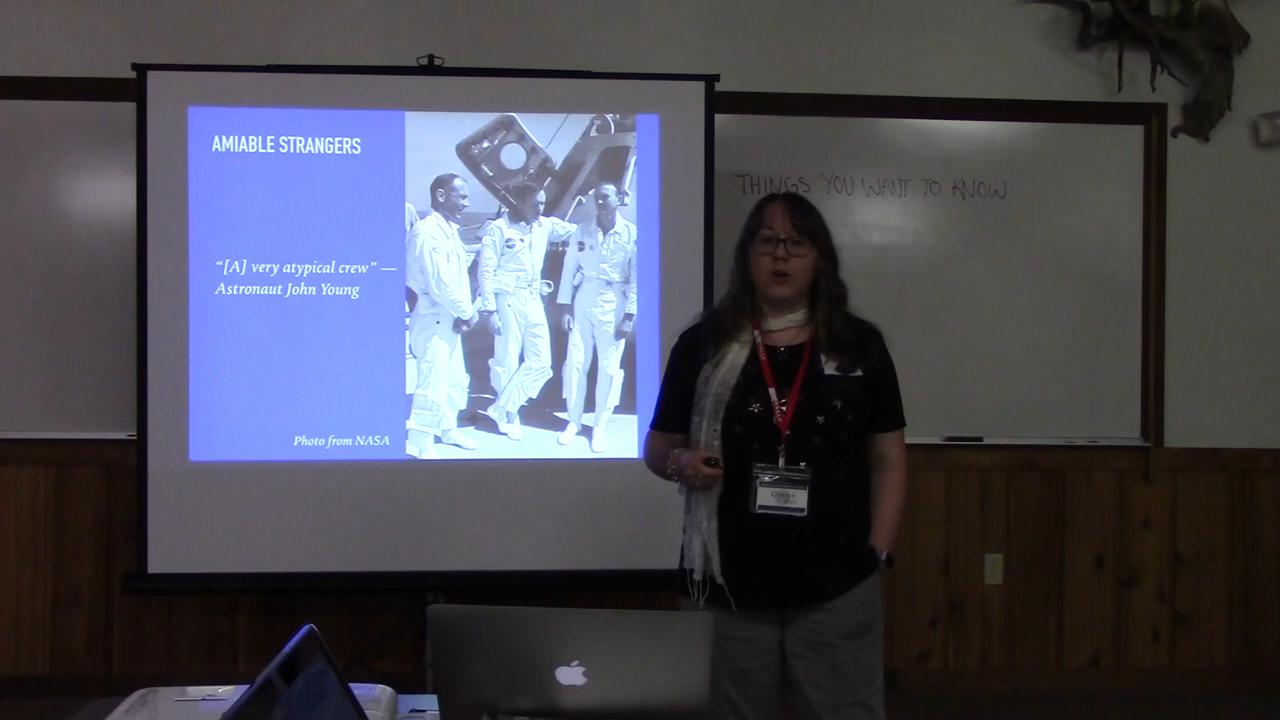 AMIABLE STRANGERS
“[A] very atypical crew” —
Astronaut John Young
Photo from NASA
THINGS YOU WANT TO KNOW